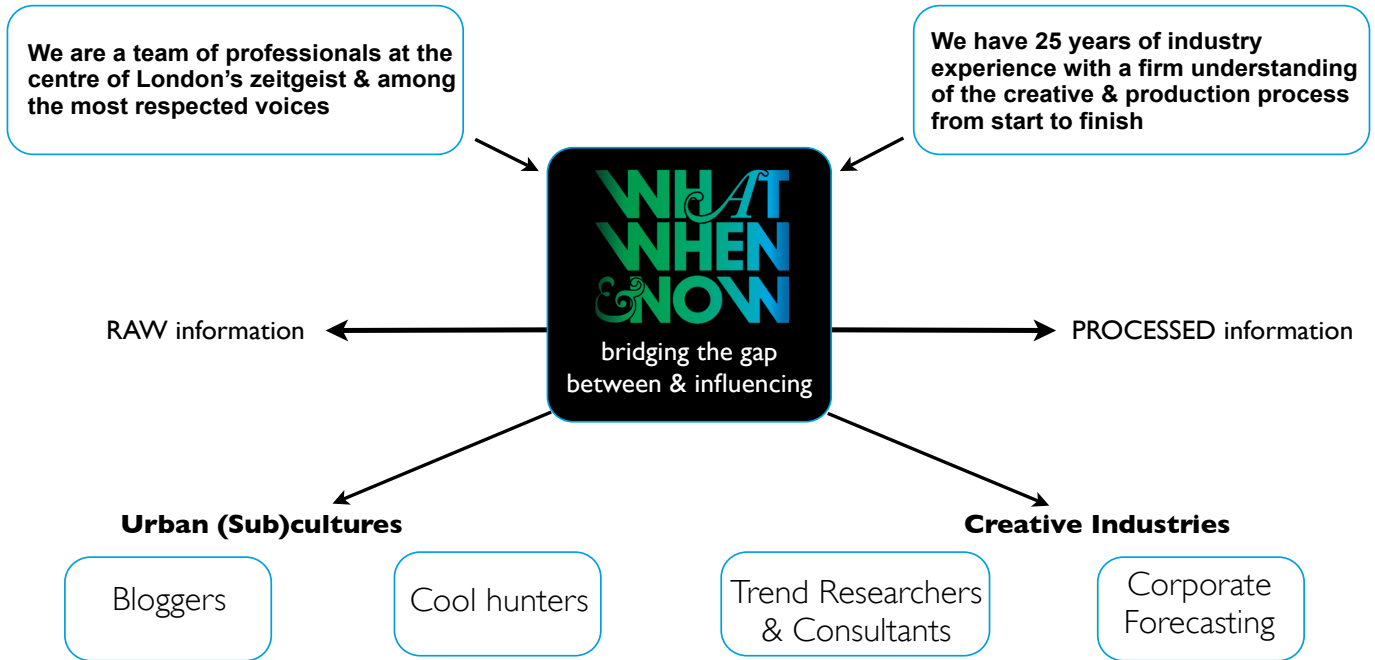 We are a team of professionals at the
centre of London’s zeitgeist & among
the most respected voices
We have 25 years of industry
experience with a firm understanding
of the creative & production process
from start to finish
WHAT
WHEN
&NOW
bridging the gap
between & influencing
RAW information
PROCESSED information
Urban (Sub)cultures
Creative Industries
Bloggers
Cool hunters
Trend Researchers
& Consultants
Corporate
Forecasting